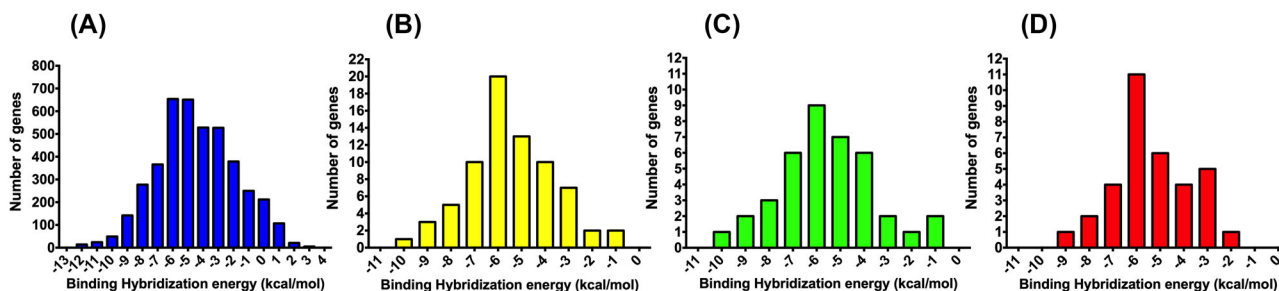 (A)
Number of genes
800
700
600
500
400
300
200
100
0
-13 -12 -11 -10 -9 -8 -7 -6 -5 -4 -3 -2 -1 0 1 2 3 4
Binding Hybridization energy (kcal/mol)
(B)
Number of genes
22
20
18
16
14
12
10
8
6
4
2
0
-11 -10 -9 -8 -7 -6 -5 -4 -3 -2 -1 0
Binding Hybridization energy (kcal/mol)
(C)
Number of genes
12
11
10
9
8
7
6
5
4
3
2
1
0
-11 -10 -9 -8 -7 -6 -5 -4 -3 -2 -1 0
Binding Hybridization energy (kcal/mol)
(D)
Number of genes
12
11
10
9
8
7
6
5
4
3
2
1
0
-11 -10 -9 -8 -7 -6 -5 -4 -3 -2 -1 0
Binding Hybridization energy (kcal/mol)